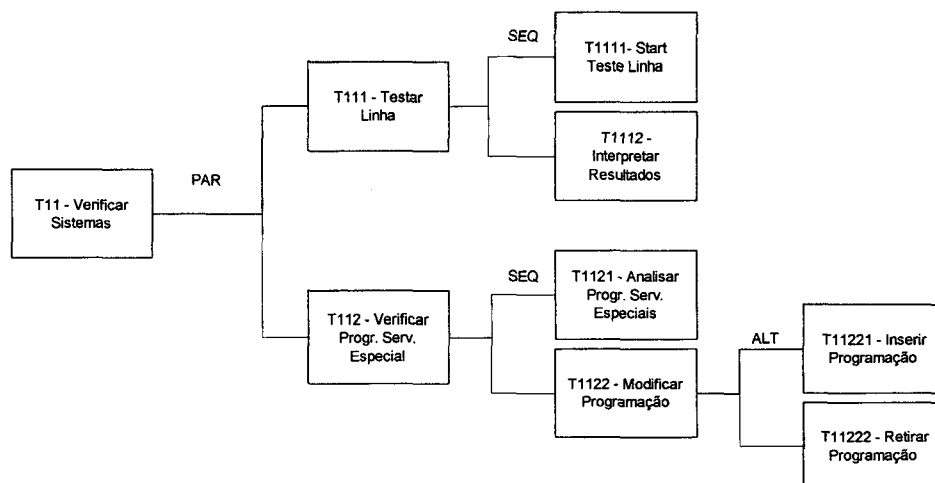 SEQ
T1111- Start
Teste Linha
T111 - Testar
Linha
T1112 -
Interpretar
Resultados
PAR
T11 - Verificar
Sistemas
SEQ
T1121 - Analisar
Progr. Serv.
Especiais
T112 - Verificar
Progr. Serv.
Especial
ALT
T11221 - Inserir
Programação
T1122 - Modificar
Programação
T11222 - Retirar
Programação